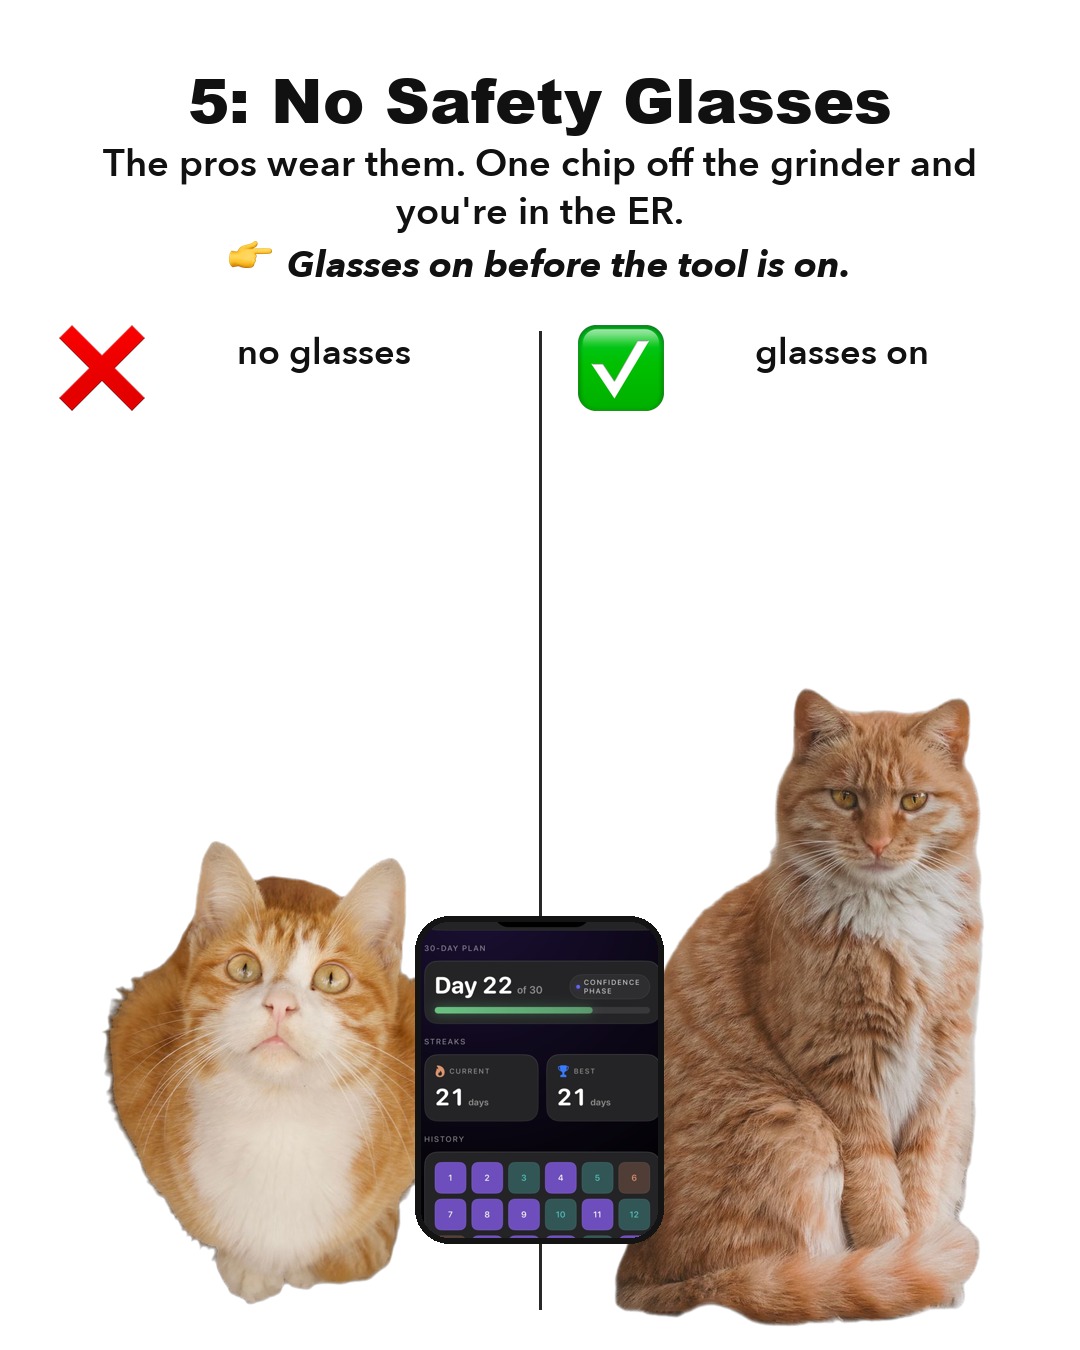 5: No Safety Glasses
The pros wear them. One chip off the grinder and
you're in the ER.
👉 Glasses on before the tool is on.
❌ no glasses
✅ glasses on
30-DAY PLAN
Day 22 of 30
CONFIDENCE
PHASE
STREAKS
CURRENT
21 days
BEST
21 days
HISTORY
1 2 3 4 5 6
7 8 9 10 11 12